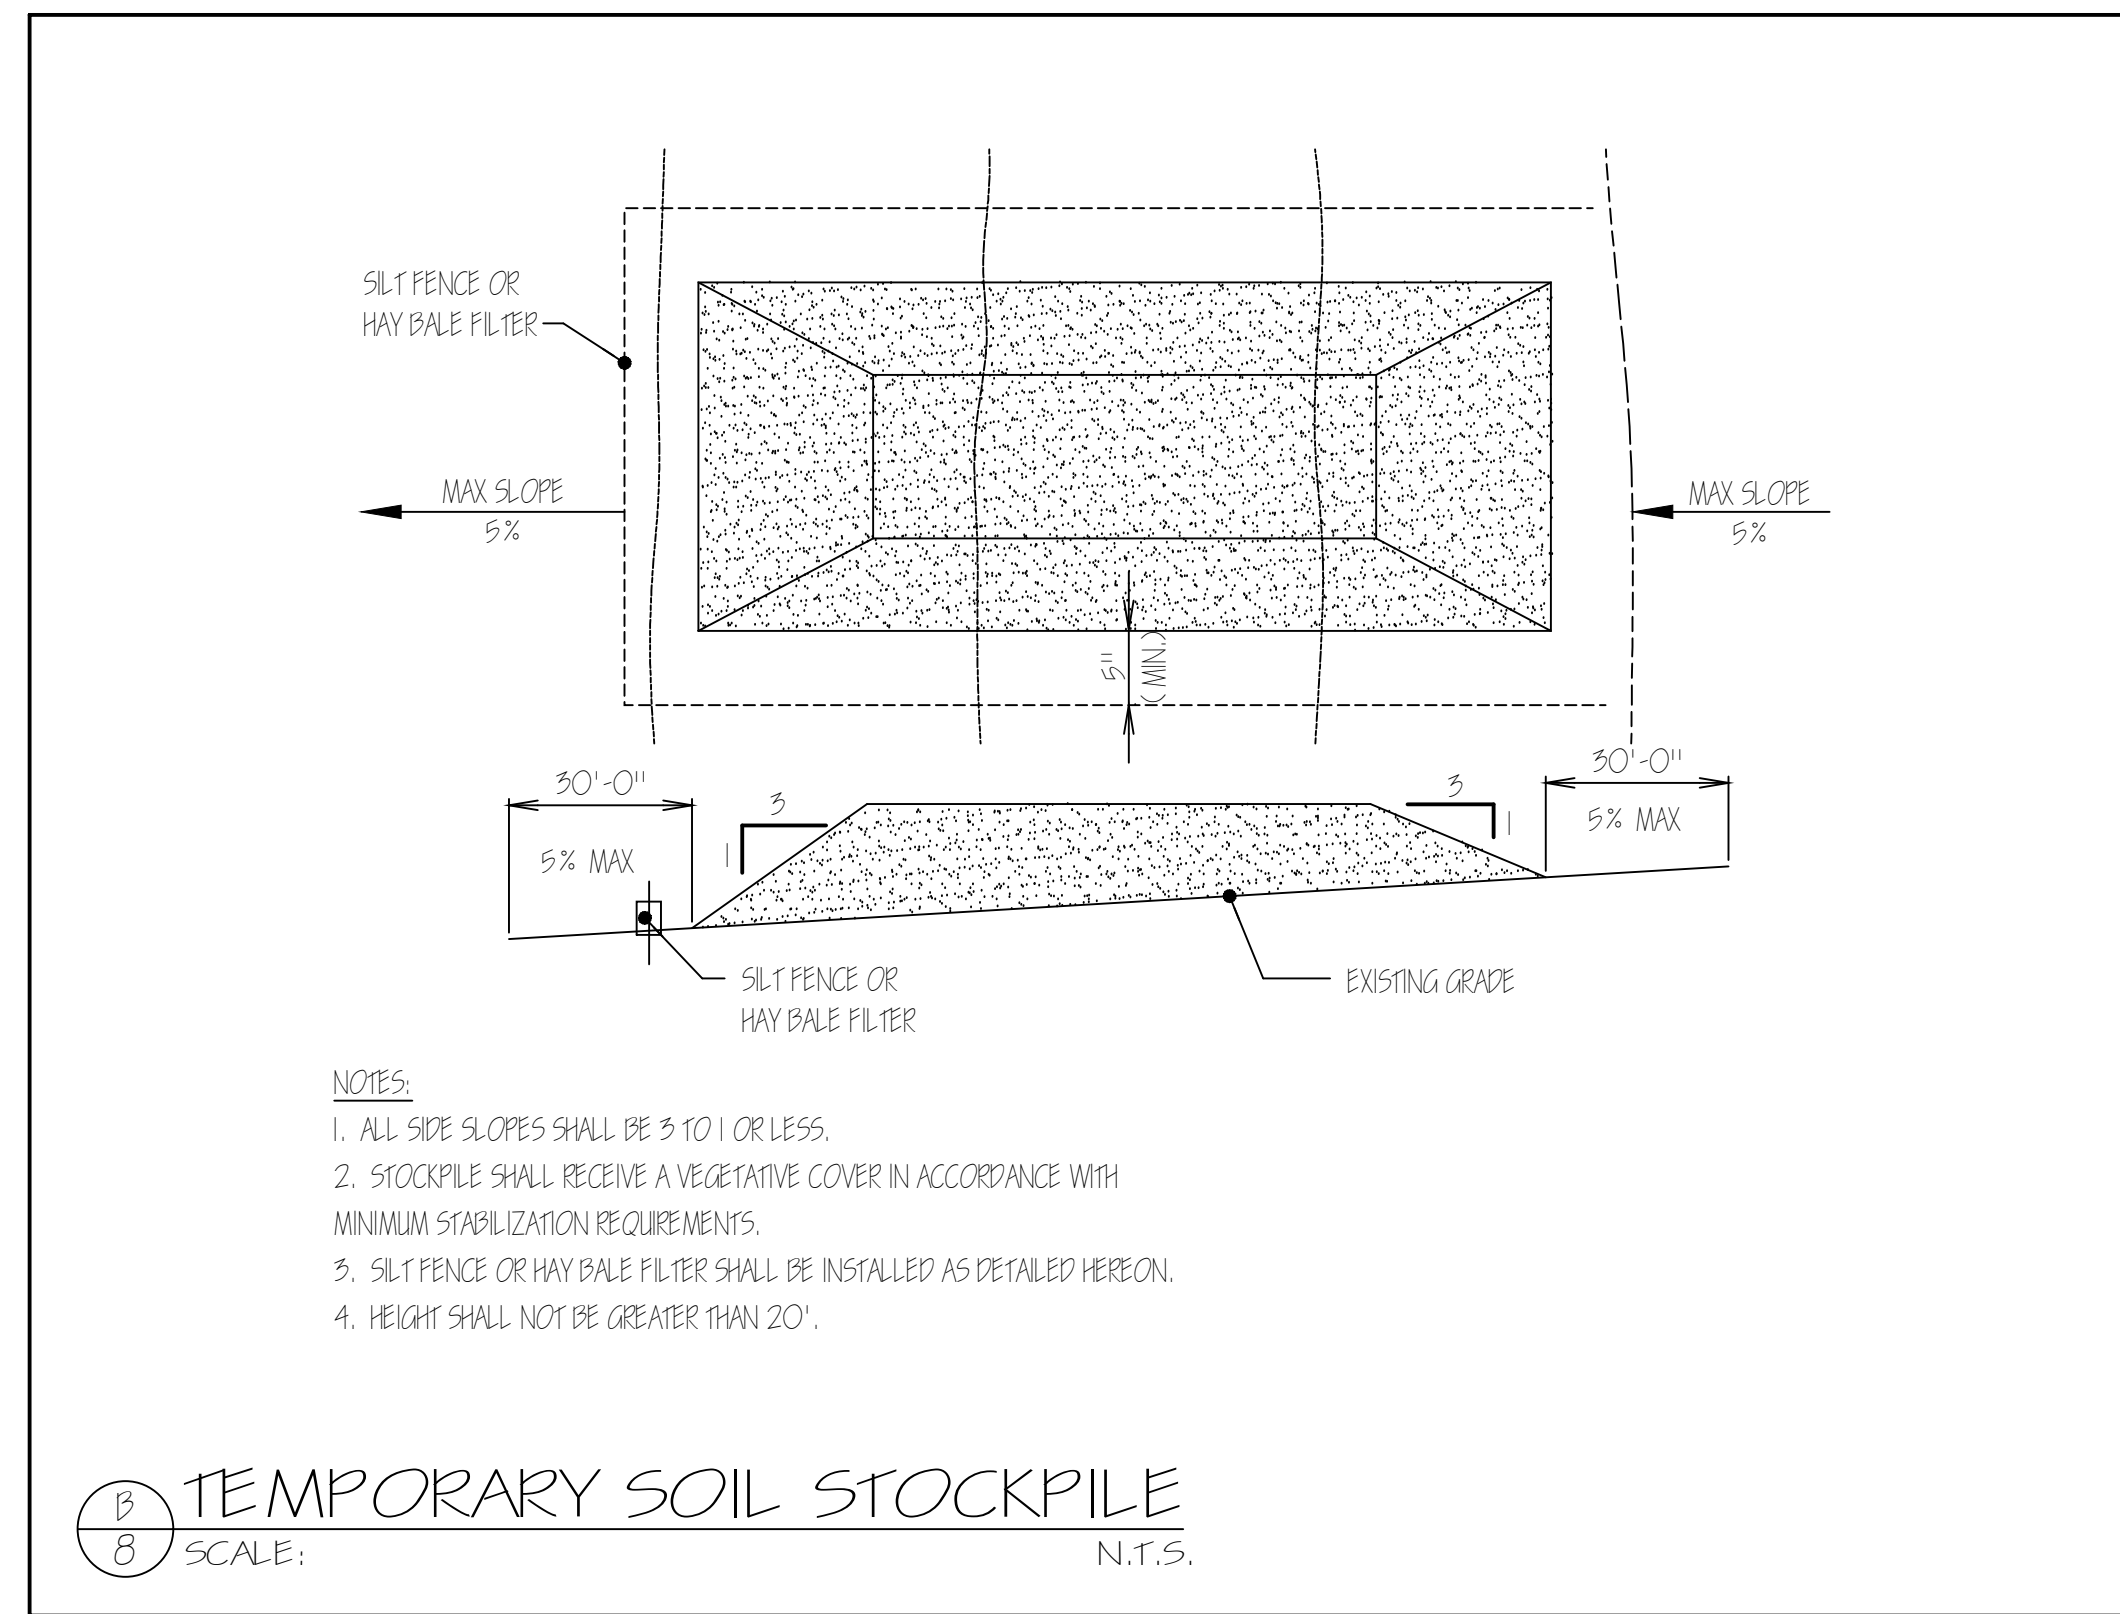 SILT FENCE OR
HAY BALE FILTER
MAX SLOPE
5%
MAX SLOPE
5%
5"
(MIN.)
30'-0"
5% MAX
3
1
3
1
30'-0"
5% MAX
SILT FENCE OR
HAY BALE FILTER
EXISTING GRADE
NOTES:
1. ALL SIDE SLOPES SHALL BE 3 TO 1 OR LESS.
2. STOCKPILE SHALL RECEIVE A VEGETATIVE COVER IN ACCORDANCE WITH
MINIMUM STABILIZATION REQUIREMENTS.
3. SILT FENCE OR HAY BALE FILTER SHALL BE INSTALLED AS DETAILED HEREON.
4. HEIGHT SHALL NOT BE GREATER THAN 20'.
B
8
TEMPORARY SOIL STOCKPILE
SCALE: N.T.S.